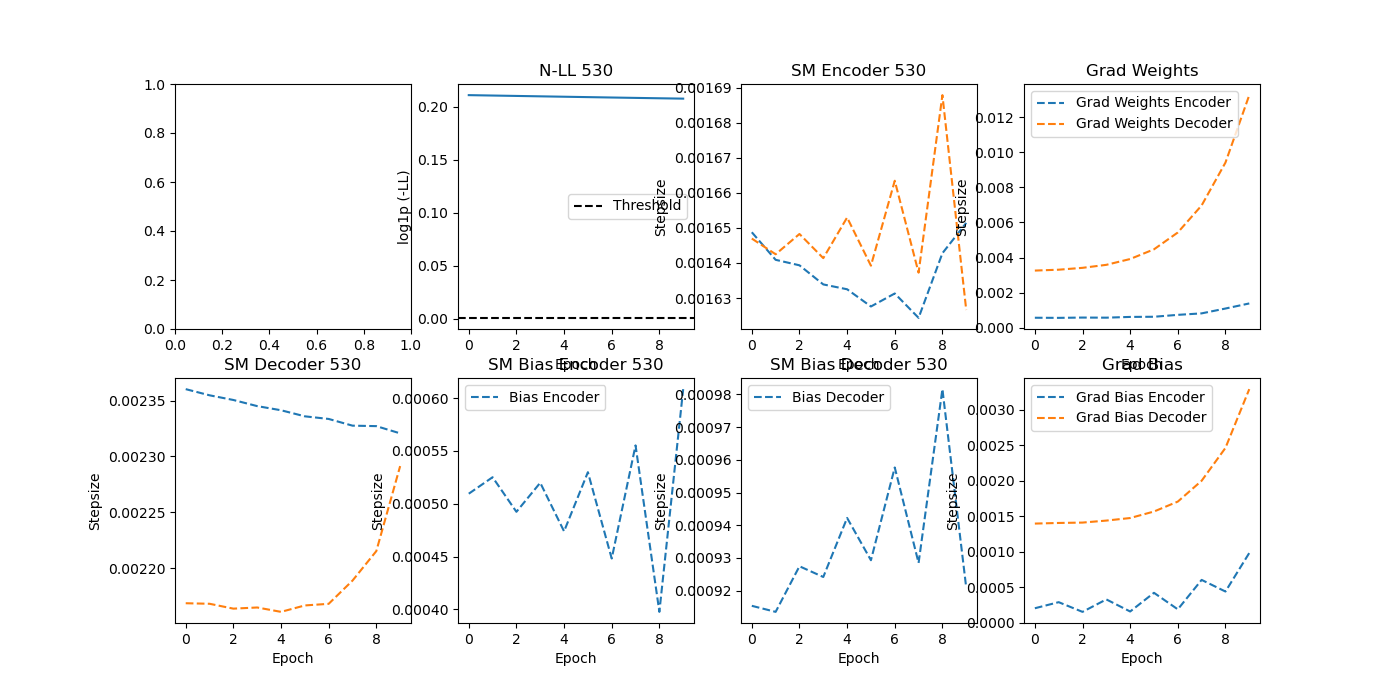 N-LL 530
SM Encoder 530
Grad Weights
1.0
0.8
0.6
0.4
0.2
0.0
0.0 0.2 0.4 0.6 0.8 1.0
log1p (-LL)
0.20
0.15
0.10
0.05
0.00
Threshold
0 2 4 6 8
Epoch
Stepsize
0.00169
0.00168
0.00167
0.00166
0.00165
0.00164
0.00163
0 2 4 6 8
Epoch
Stepsize
0.012
0.010
0.008
0.006
0.004
0.002
0.000
Grad Weights Encoder
Grad Weights Decoder
0 2 4 6 8
Epoch
SM Decoder 530
SM Bias Encoder 530
SM Bias Decoder 530
Grad Bias
Stepsize
0.00235
0.00230
0.00225
0.00220
0 2 4 6 8
Epoch
Stepsize
0.00060
0.00055
0.00050
0.00045
0.00040
Bias Encoder
0 2 4 6 8
Epoch
Stepsize
0.00098
0.00097
0.00096
0.00095
0.00094
0.00093
0.00092
Bias Decoder
0 2 4 6 8
Epoch
Stepsize
0.0030
0.0025
0.0020
0.0015
0.0010
0.0005
0.0000
Grad Bias Encoder
Grad Bias Decoder
0 2 4 6 8
Epoch